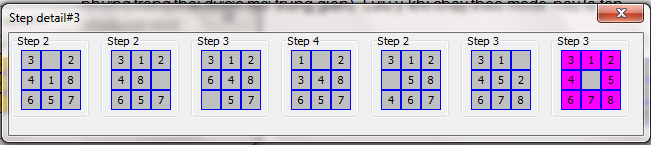 Step detail#3
Step 2 Step 2 Step 3 Step 4 Step 2 Step 3 Step 3
3 2 3 1 2 3 1 2 1 2 3 1 2 3 1 3 1 2
4 1 8 4 8 6 4 8 3 4 8 5 8 4 5 2 4 5
6 5 7 6 5 7 5 7 6 5 7 4 6 7 6 7 8 6 7 8